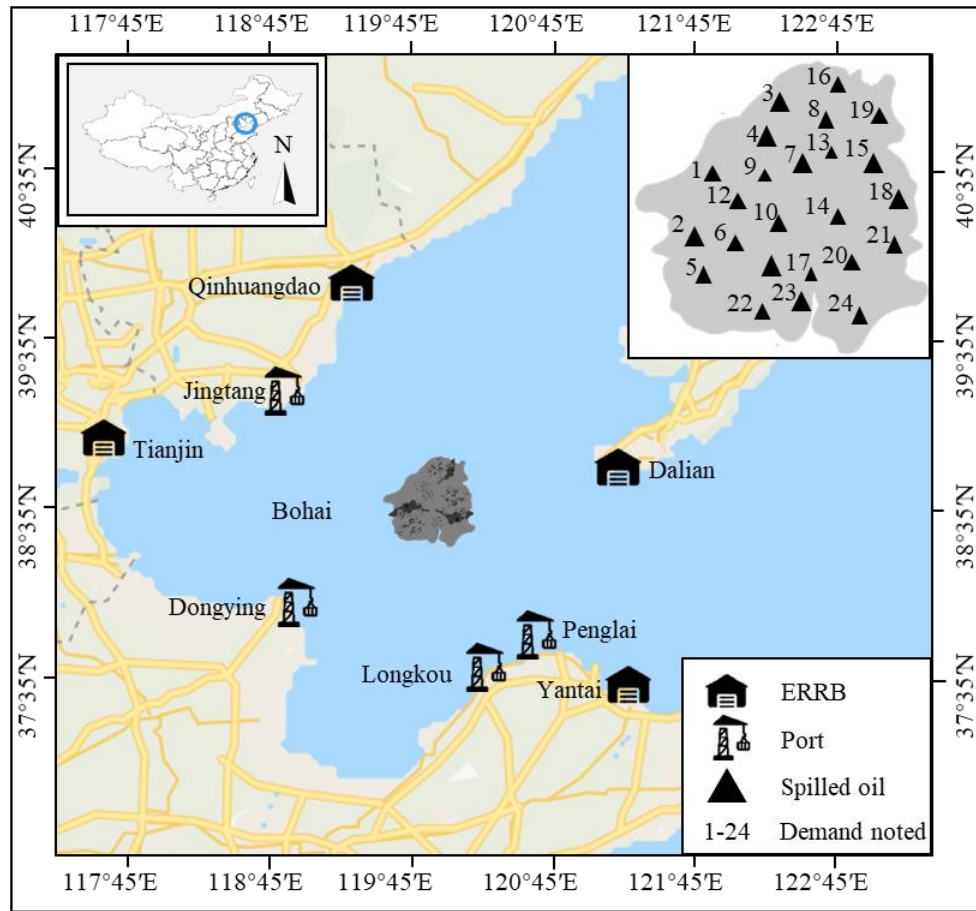 117°45′E 118°45′E 119°45′E 120°45′E 121°45′E 122°45′E
N
16
3
8
19
4
13
7
15
1
9
12
18
10
14
2
6
21
20
17
5
23
22
24
40°35′N
40°35′N
Qinhuangdao
39°35′N
39°35′N
Jingtang
Tianjin
Dalian
Bohai
38°35′N
38°35′N
Dongying
Penglai
Longkou
Yantai
37°35′N
37°35′N
ERRB
Port
Spilled oil
1-24 Demand noted
117°45′E 118°45′E 119°45′E 120°45′E 121°45′E 122°45′E